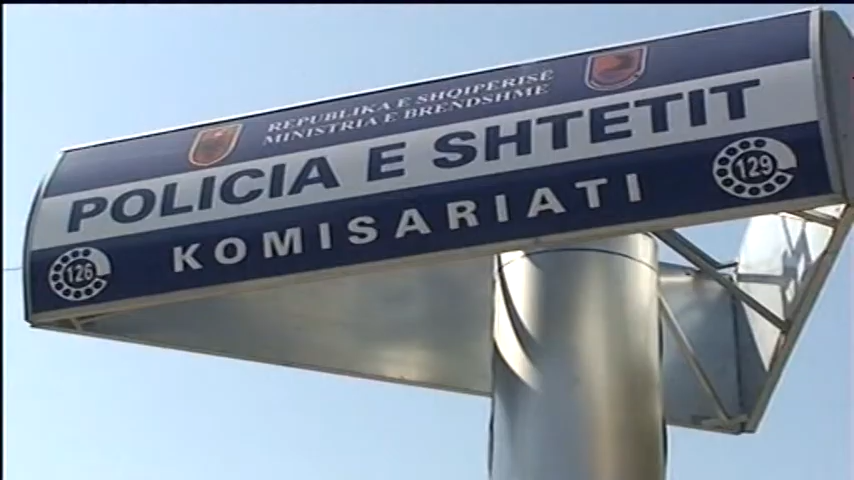 REPUBLIKA E SHQIPERISË
MINISTRIA E BRENDSHME
POLICIA E SHTETIT
KOMISARIATI
126
129